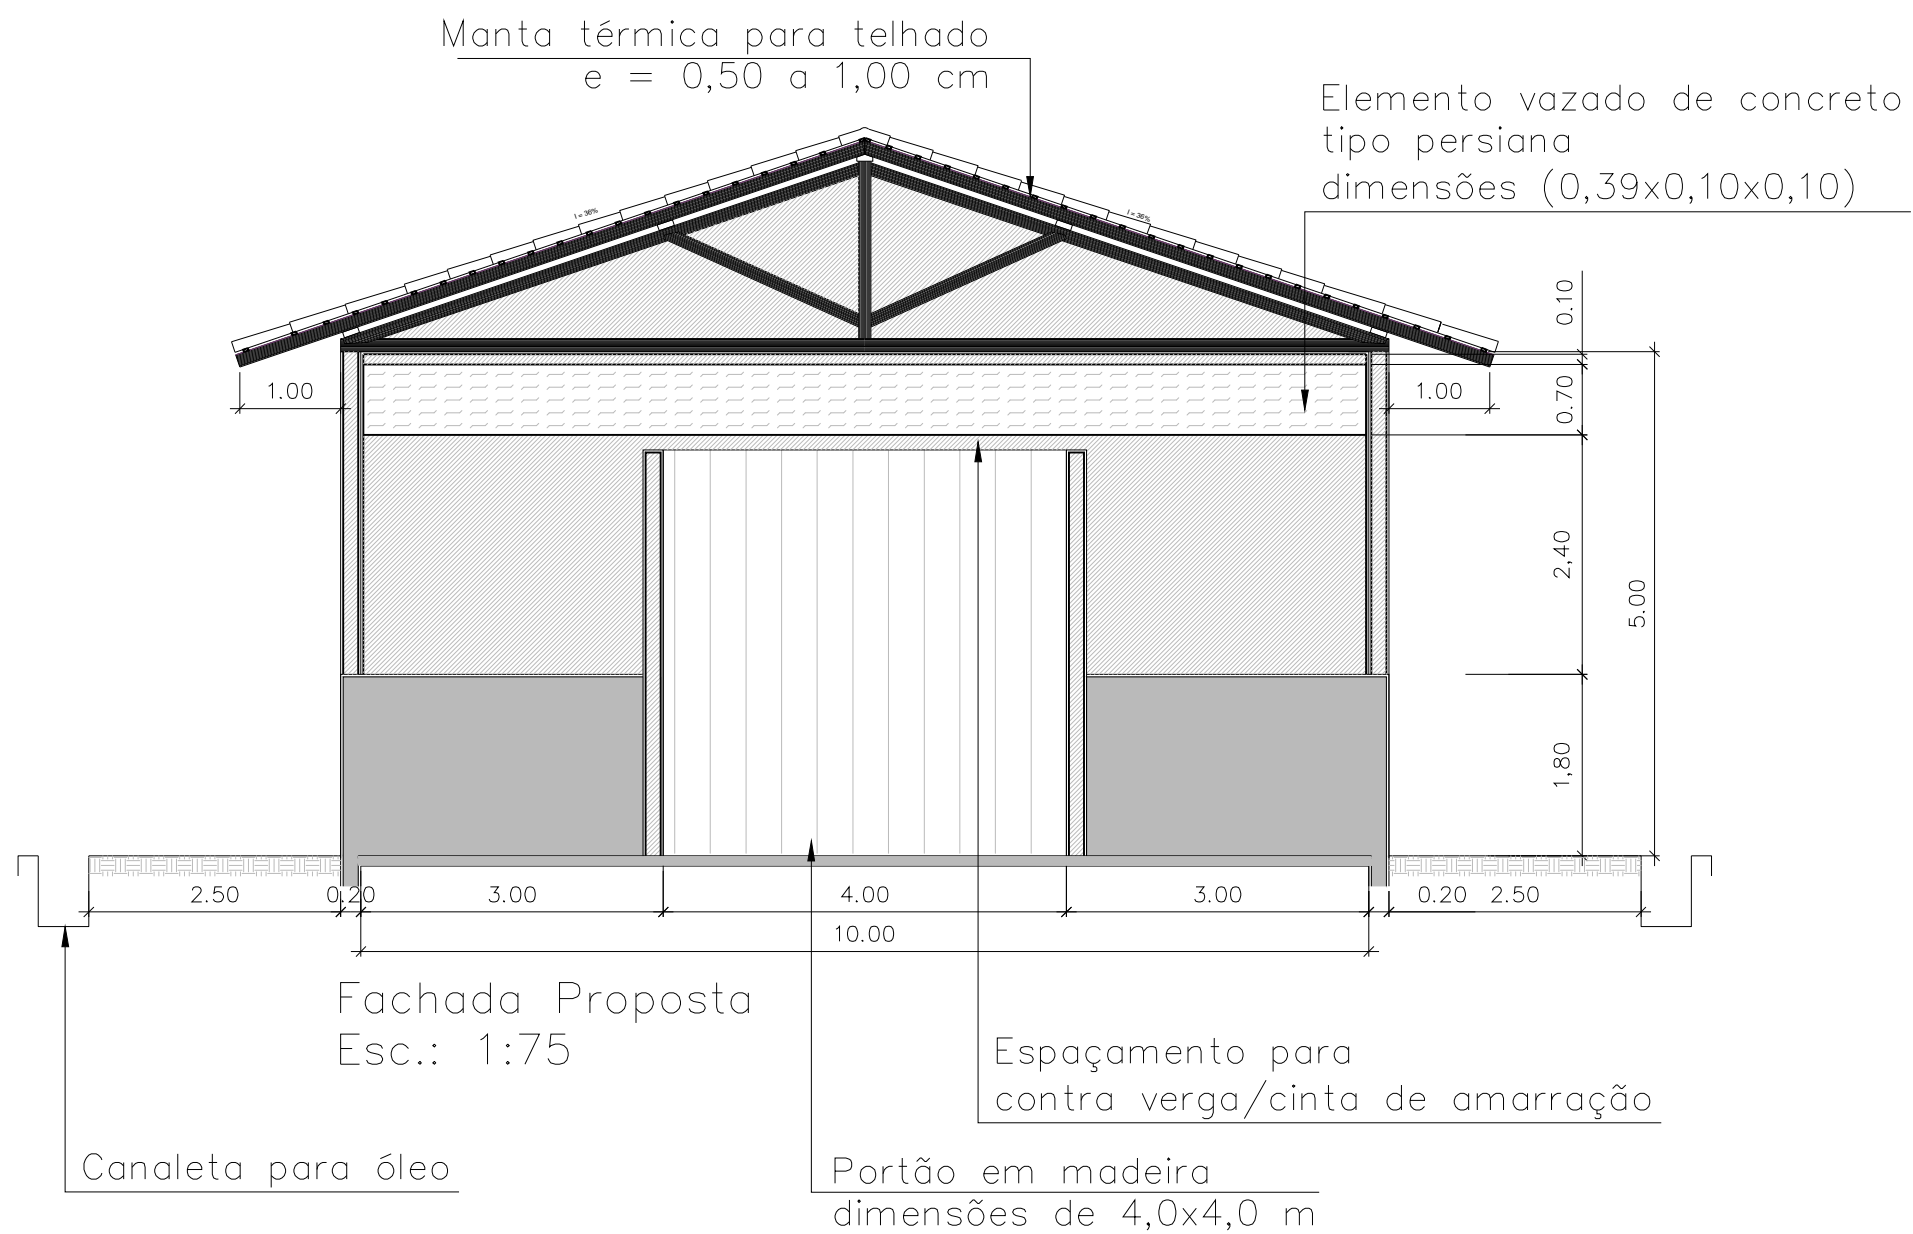 Manta térmica para telhado
e = 0,50 a 1,00 cm
Elemento vazado de concreto
tipo persiana
dimensões (0,39x0,10x0,10)
i = 36%
i = 36%
0.10
1.00
1.00
0.70
2,40
5.00
1,80
2.50
0.20
3.00
4.00
3.00
0.20
2.50
10.00
Fachada Proposta
Esc.: 1:75
Espaçamento para
contra verga/cinta de amarração
Canaleta para óleo
Portão em madeira
dimensões de 4,0x4,0 m